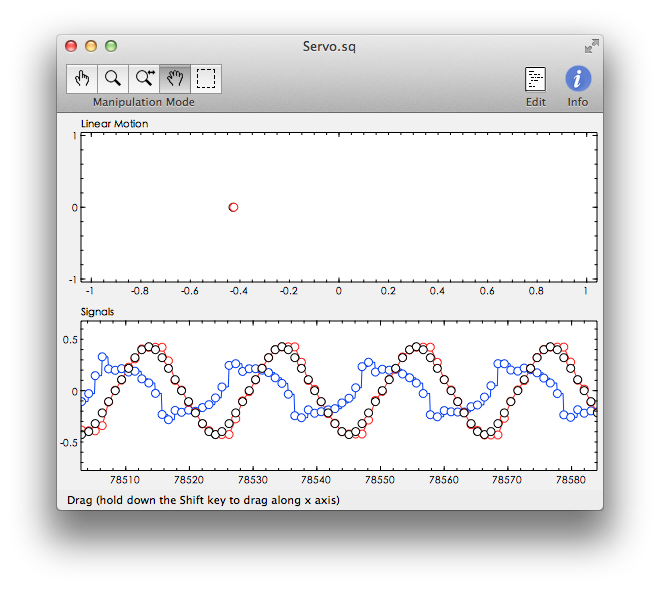 Servo.sq
Manipulation Mode
Edit
Info
Linear Motion
1
0
-1
-1 -0.8 -0.6 -0.4 -0.2 0 0.2 0.4 0.6 0.8 1
Signals
0.5
0
-0.5
78510 78520 78530 78540 78550 78560 78570 78580
Drag (hold down the Shift key to drag along x axis)